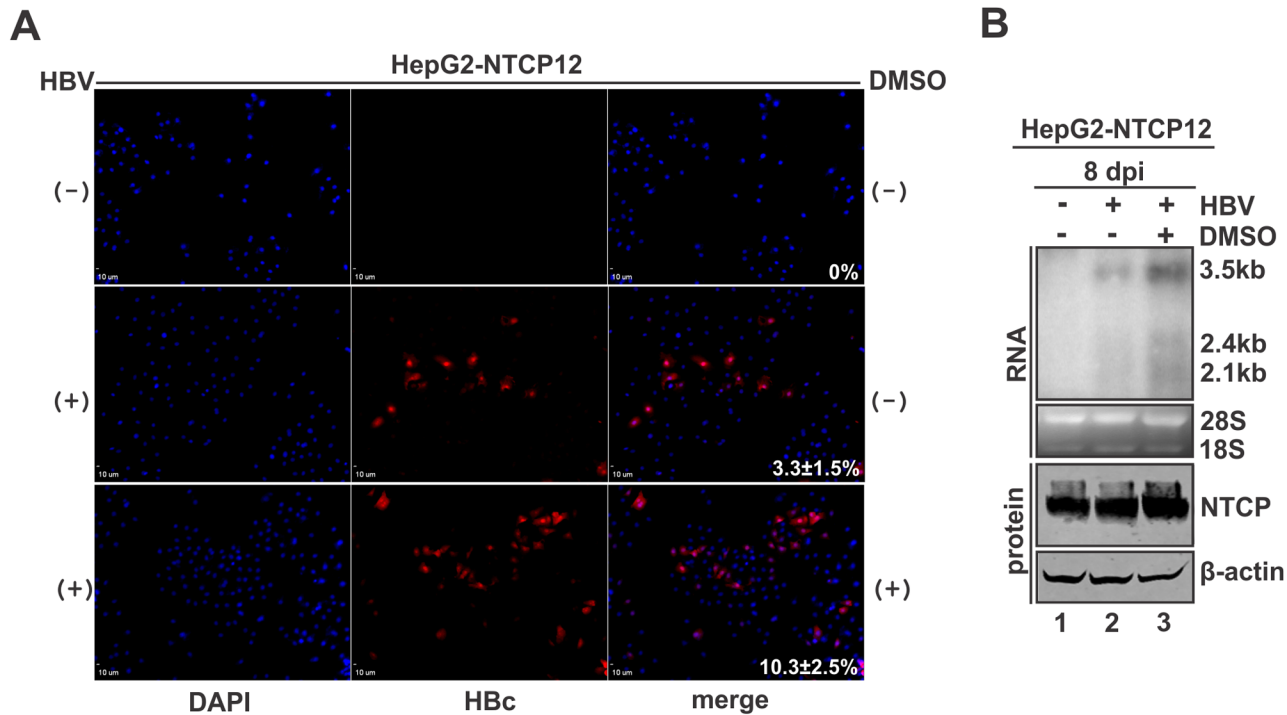 A
HepG2-NTCP12
HBV
DMSO
(-)
(-)
10 um
10 um
10 um
0%
(+)
(-)
10 um
10 um
10 um
3.3±1.5%
(+)
(+)
10 um
10 um
10 um
10.3±2.5%
DAPI
HBc
merge
B
HepG2-NTCP12
8 dpi
- + + HBV
- - + DMSO
RNA
3.5kb
2.4kb
2.1kb
28S
18S
protein
NTCP
β-actin
1 2 3